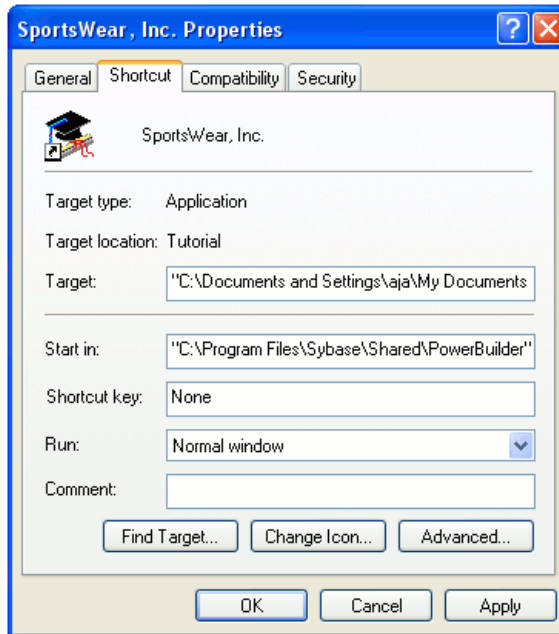 SportsWear, Inc. Properties
General Shortcut Compatibility Security
SportsWear, Inc.
Target type: Application
Target location: Tutorial
Target: "C:\Documents and Settings\aja\My Documents
Start in: "C:\Program Files\Sybase\Shared\PowerBuilder"
Shortcut key: None
Run: Normal window
Comment:
Find Target... Change Icon... Advanced...
OK Cancel Apply